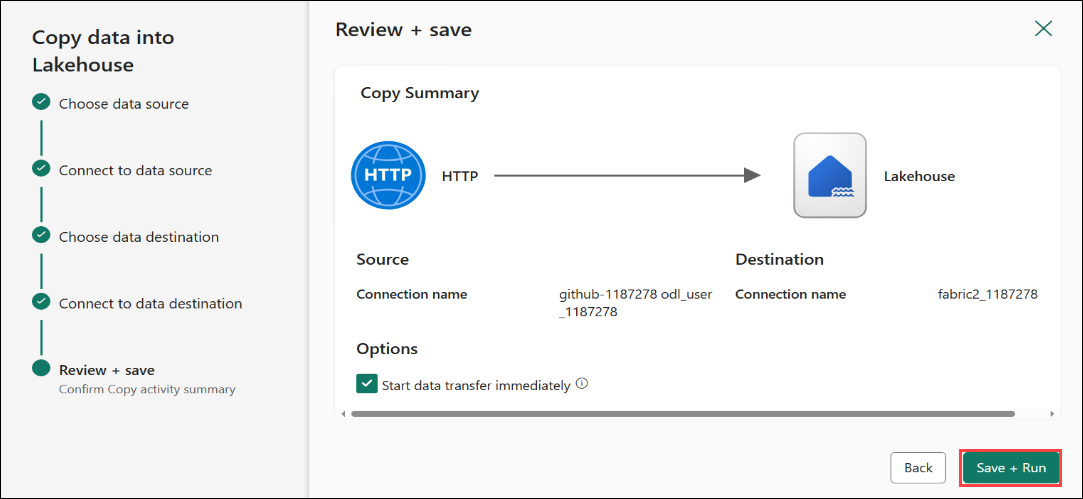 Copy data into
Lakehouse
Choose data source
Connect to data source
Choose data destination
Connect to data destination
Review + save
Confirm Copy activity summary
Review + save
Copy Summary
HTTP
HTTP
Lakehouse
Source
Destination
Connection name
github-1187278 odl_user
_1187278
Connection name
fabric2_1187278
Options
Start data transfer immediately
Back
Save + Run